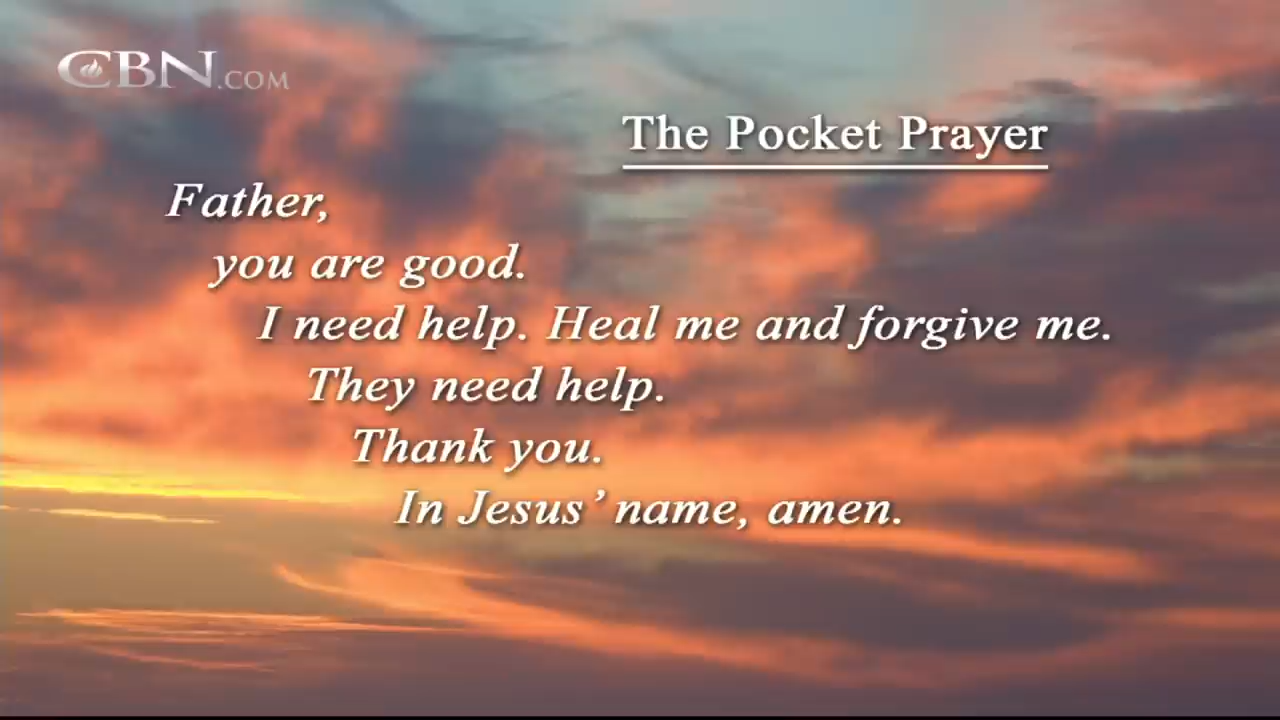 CBN.COM
The Pocket Prayer
Father,
you are good.
I need help. Heal me and forgive me.
They need help.
Thank you.
In Jesus’ name, amen.